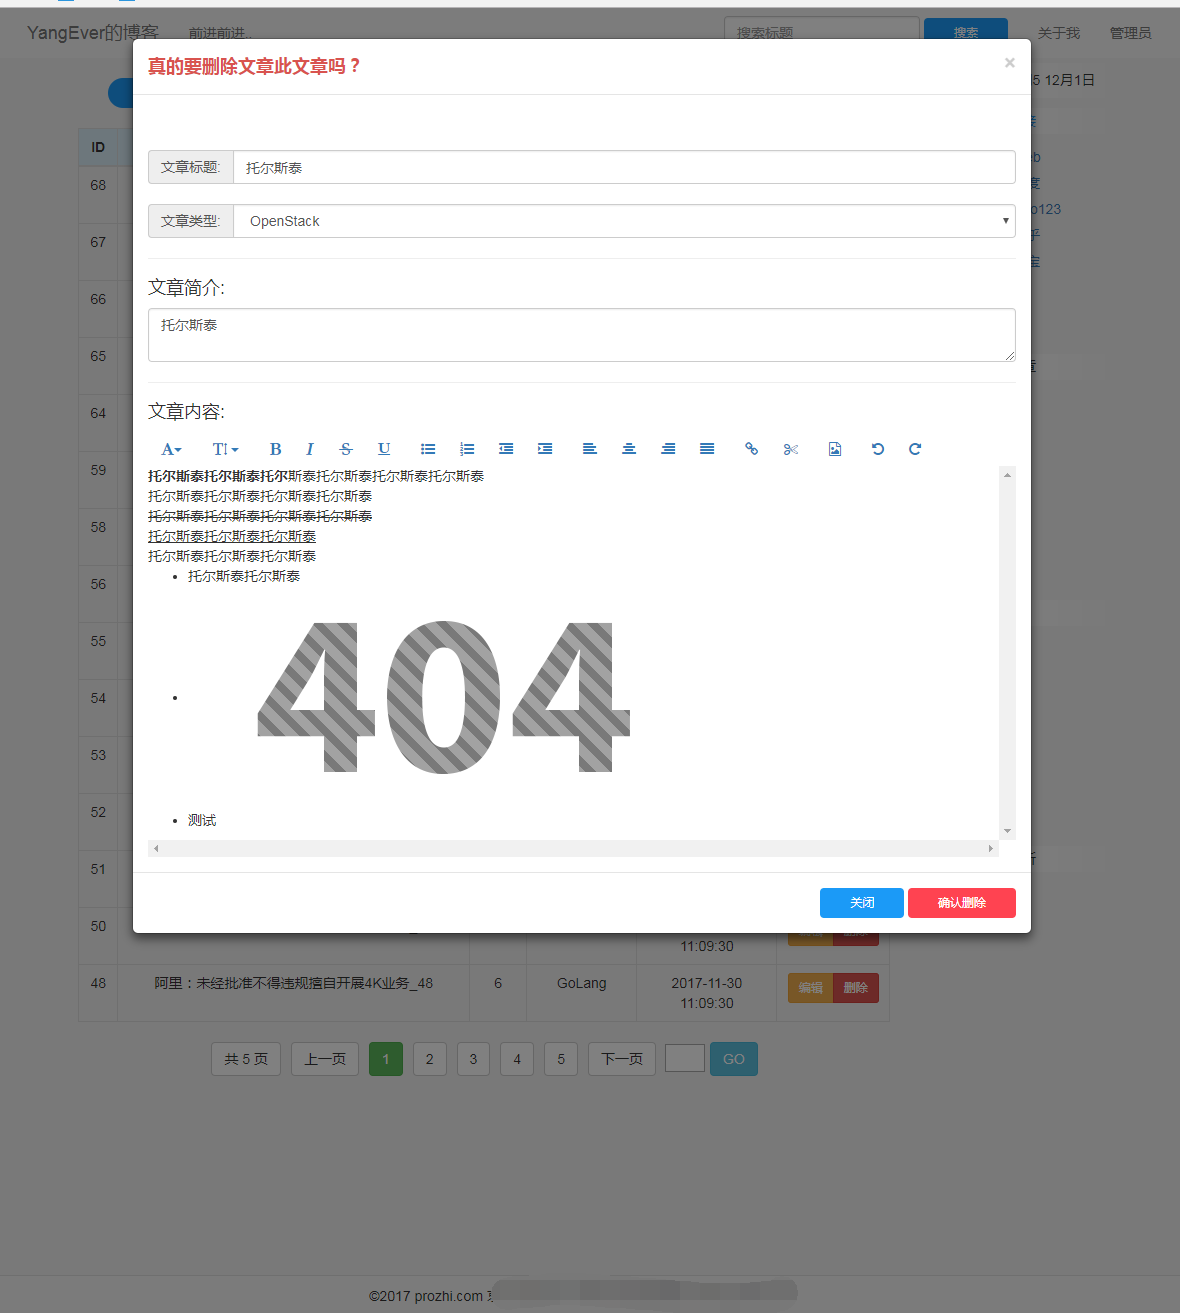 YangEver的博客 前进前进.. 搜索标题 搜索 关于我 管理员
真的要删除文章此文章吗？ ×
5 12月1日
ID
文章标题: 托尔斯泰
文章类型: OpenStack
文章简介:
托尔斯泰
文章内容:
托尔斯泰托尔斯泰托尔斯泰托尔斯泰托尔斯泰托尔斯泰
托尔斯泰托尔斯泰托尔斯泰托尔斯泰
托尔斯泰托尔斯泰托尔斯泰托尔斯泰
托尔斯泰托尔斯泰托尔斯泰
托尔斯泰托尔斯泰托尔斯泰
托尔斯泰托尔斯泰
404
测试
关闭 确认删除
68
67
66
65
64
59
58
56
55
54
53
52
51
50 11:09:30
48 阿里：未经批准不得违规擅自开展4K业务_48 6 GoLang 2017-11-30 11:09:30 编辑 删除
o123
共 5 页 上一页 1 2 3 4 5 下一页 GO
©2017 prozhi.com